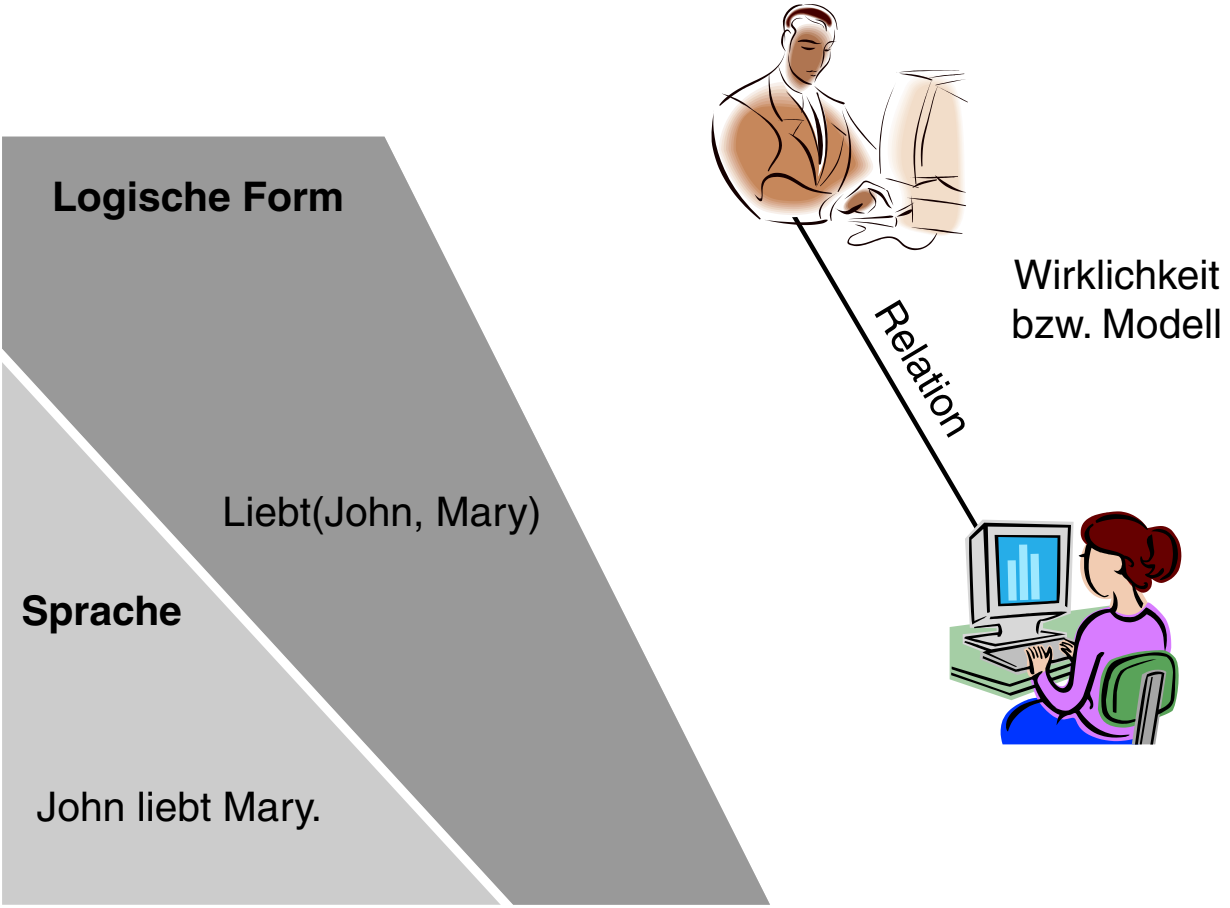 Logische Form
Wirklichkeit
bzw. Modell
Relation
Liebt(John, Mary)
Sprache
John liebt Mary.